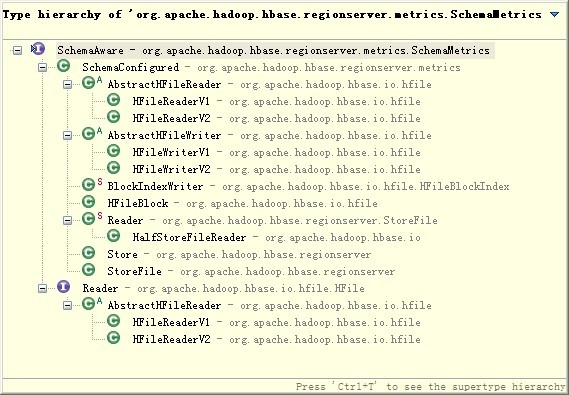 Type hierarchy of 'org.apache.hadoop.hbase.regionserver.metrics.SchemaMetrics
SchemaAware - org.apache.hadoop.hbase.regionserver.metrics.SchemaMetrics
SchemaConfigured - org.apache.hadoop.hbase.regionserver.metrics
AbstractHFileReader - org.apache.hadoop.hbase.io.hfile
HFileReaderV1 - org.apache.hadoop.hbase.io.hfile
HFileReaderV2 - org.apache.hadoop.hbase.io.hfile
AbstractHFileWriter - org.apache.hadoop.hbase.io.hfile
HFileWriterV1 - org.apache.hadoop.hbase.io.hfile
HFileWriterV2 - org.apache.hadoop.hbase.io.hfile
BlockIndexWriter - org.apache.hadoop.hbase.io.hfile.HFileBlockIndex
HFileBlock - org.apache.hadoop.hbase.io.hfile
Reader - org.apache.hadoop.hbase.regionserver.StoreFile
HalfStoreFileReader - org.apache.hadoop.hbase.io
Store - org.apache.hadoop.hbase.regionserver
StoreFile - org.apache.hadoop.hbase.regionserver
Reader - org.apache.hadoop.hbase.io.hfile.HFile
AbstractHFileReader - org.apache.hadoop.hbase.io.hfile
HFileReaderV1 - org.apache.hadoop.hbase.io.hfile
HFileReaderV2 - org.apache.hadoop.hbase.io.hfile
Press 'Ctrl+T' to see the supertype hierarchy